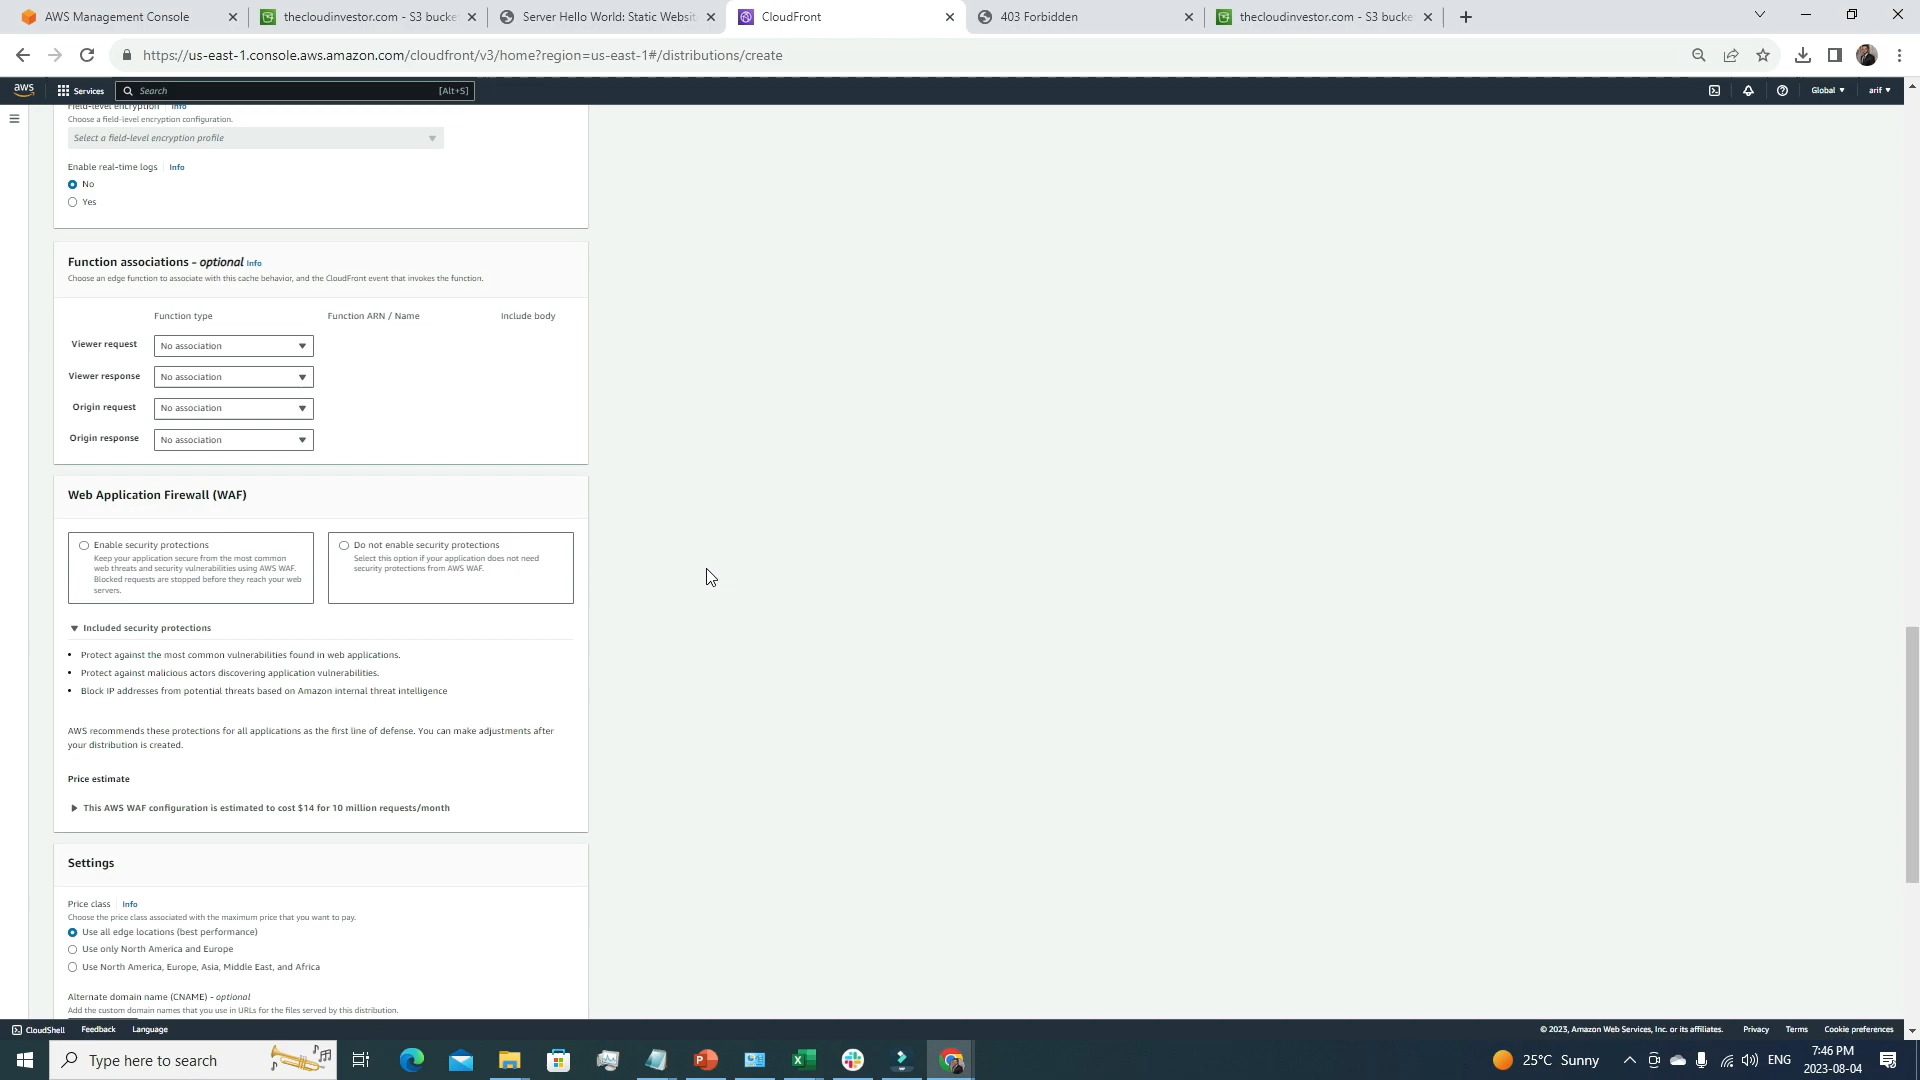 AWS Management Console
thecloudinvestor.com - S3 bucke
Server Hello World: Static Websit
CloudFront
403 Forbidden
thecloudinvestor.com - S3 bucke
https://us-east-1.console.aws.amazon.com/cloudfront/v3/home?region=us-east-1#/distributions/create
aws
Services
Search
[Alt+S]
Global
arif
Field-level encryption Info
Choose a field-level encryption configuration.
Select a field-level encryption profile
Enable real-time logs Info
No
Yes
Function associations - optional Info
Choose an edge function to associate with this cache behavior, and the CloudFront event that invokes the function.
Function type Function ARN / Name Include body
Viewer request No association
Viewer response No association
Origin request No association
Origin response No association
Web Application Firewall (WAF)
Enable security protections
Keep your application secure from the most common
web threats and security vulnerabilities using AWS WAF.
Blocked requests are stopped before they reach your web
servers.
Do not enable security protections
Select this option if your application does not need
security protections from AWS WAF.
Included security protections
• Protect against the most common vulnerabilities found in web applications.
• Protect against malicious actors discovering application vulnerabilities.
• Block IP addresses from potential threats based on Amazon internal threat intelligence
AWS recommends these protections for all applications as the first line of defense. You can make adjustments after
your distribution is created.
Price estimate
This AWS WAF configuration is estimated to cost $14 for 10 million requests/month
Settings
Price class Info
Choose the price class associated with the maximum price that you want to pay.
Use all edge locations (best performance)
Use only North America and Europe
Use North America, Europe, Asia, Middle East, and Africa
Alternate domain name (CNAME) - optional
Add the custom domain names that you use in URLs for the files served by this distribution.
CloudShell Feedback Language
© 2023, Amazon Web Services, Inc. or its affiliates. Privacy Terms Cookie preferences
Type here to search
25°C Sunny
ENG
7:46 PM
2023-08-04